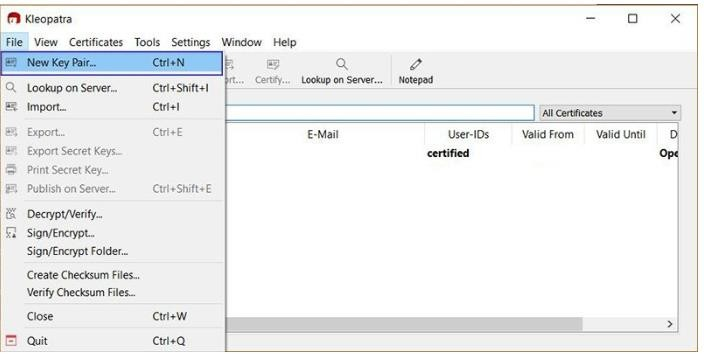 Kleopatra
File View Certificates Tools Settings Window Help
New Key Pair... Ctrl+N
Certify... Lookup on Server... Notepad
Lookup on Server... Ctrl+Shift+I
Import... Ctrl+I
All Certificates
Export... Ctrl+E
E-Mail User-IDs Valid From Valid Until D
Export Secret Keys...
certified Ope
Print Secret Key...
Publish on Server... Ctrl+Shift+E
Decrypt/Verify...
Sign/Encrypt...
Sign/Encrypt Folder...
Create Checksum Files...
Verify Checksum Files...
Close Ctrl+W
Quit Ctrl+Q